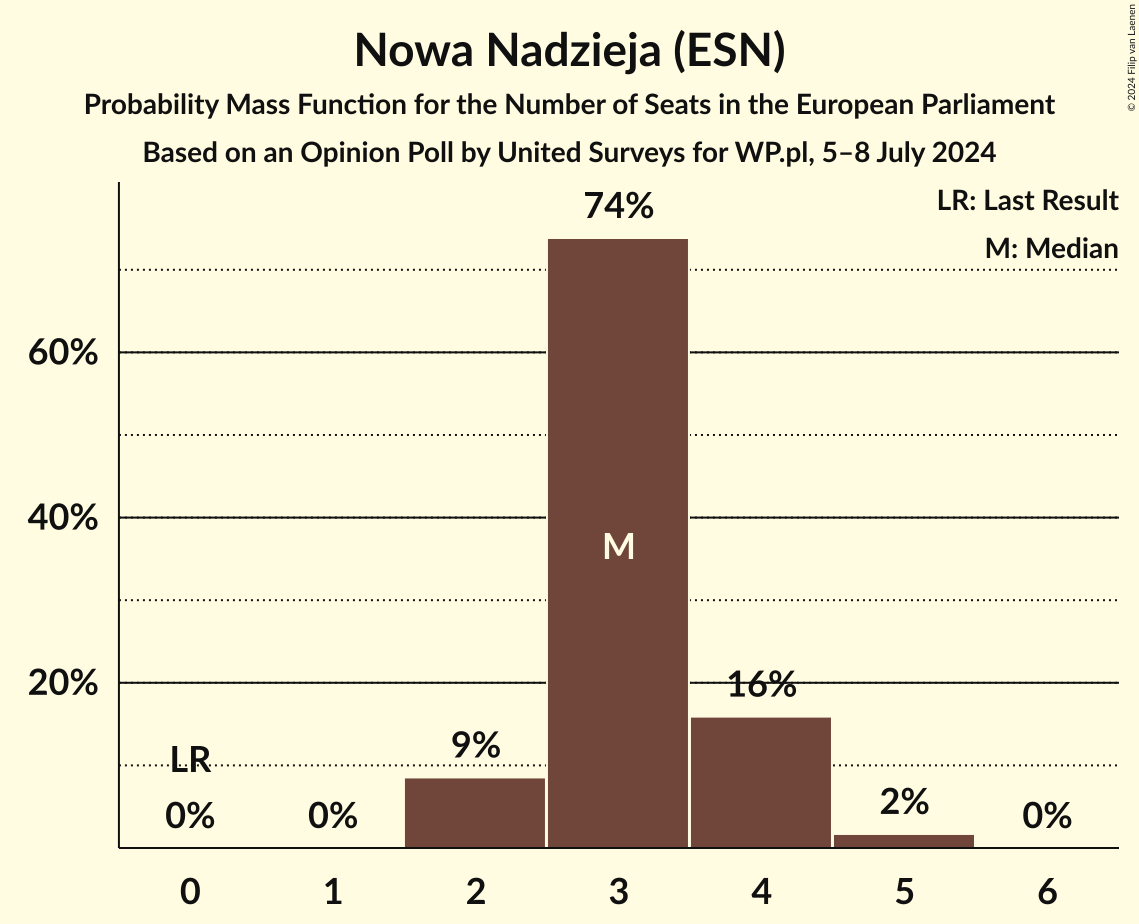 Nowa Nadzieja (ESN)
Probability Mass Function for the Number of Seats in the European Parliament
Based on an Opinion Poll by United Surveys for WP.pl, 5–8 July 2024
© 2024 Filip van Laenen
LR: Last Result
M: Median
74%
60%
40%
M
20%
16%
9%
LR
2%
0%
0%
0%
0
1
2
3
4
5
6